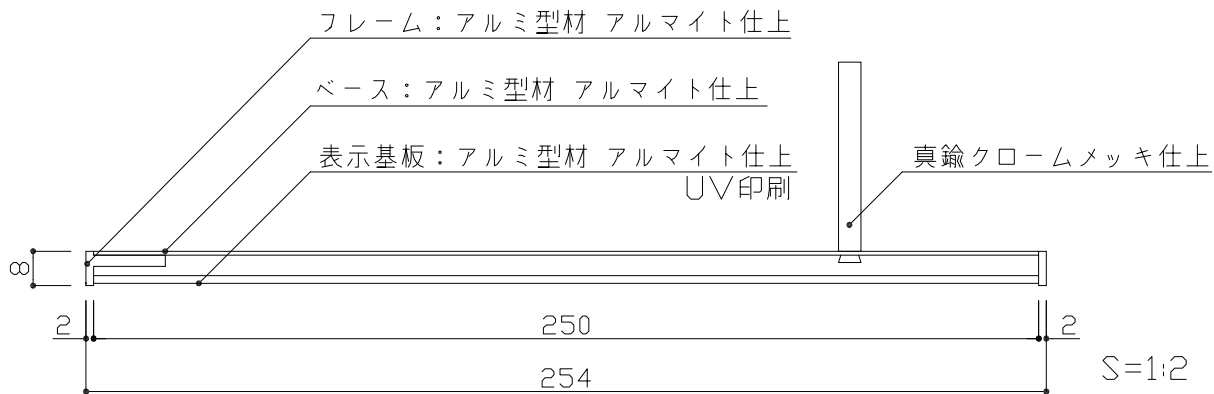 フレーム：アルミ型材 アルマイト仕上
ベース：アルミ型材 アルマイト仕上
表示基板：アルミ型材 アルマイト仕上
UV印刷
真鍮クロームメッキ仕上
8
2
250
2
254
S=1:2